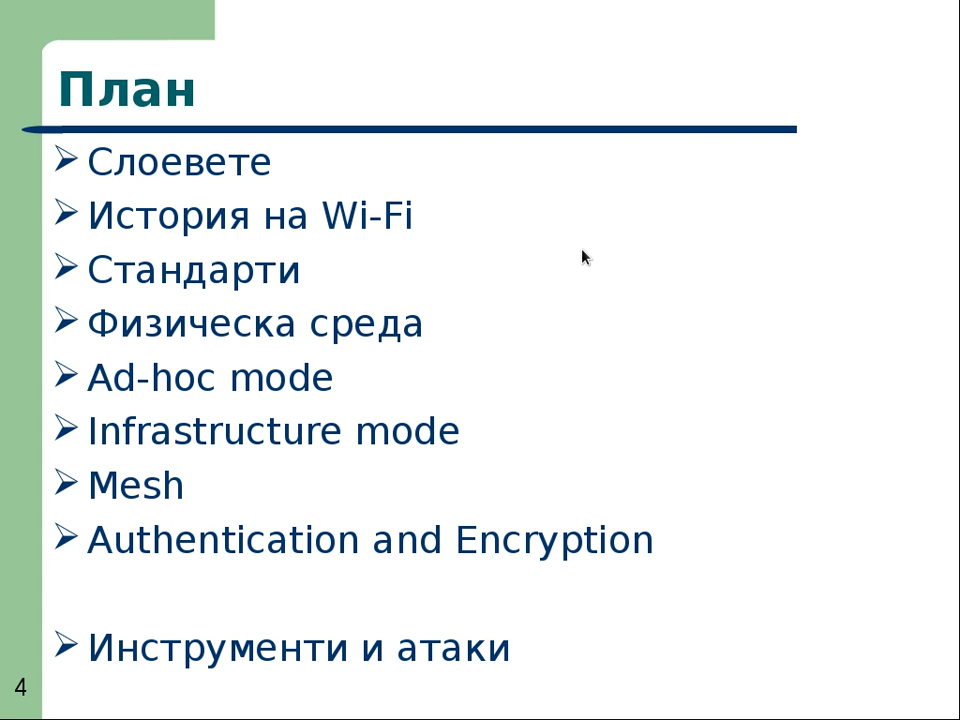 План
Слоевете
История на Wi-Fi
Стандарти
Физическа среда
Ad-hoc mode
Infrastructure mode
Mesh
Authentication and Encryption
Инструменти и атаки
4